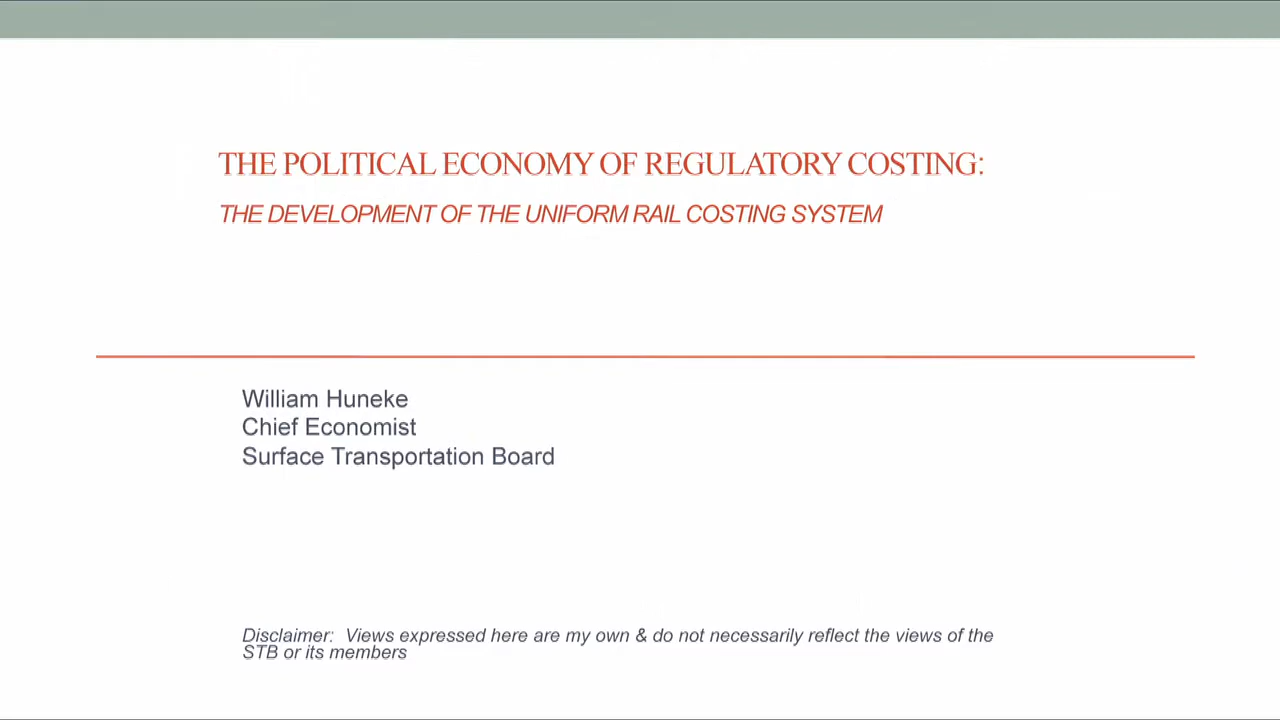 THE POLITICAL ECONOMY OF REGULATORY COSTING:
THE DEVELOPMENT OF THE UNIFORM RAIL COSTING SYSTEM
William Huneke
Chief Economist
Surface Transportation Board
Disclaimer:  Views expressed here are my own & do not necessarily reflect the views of the
STB or its members